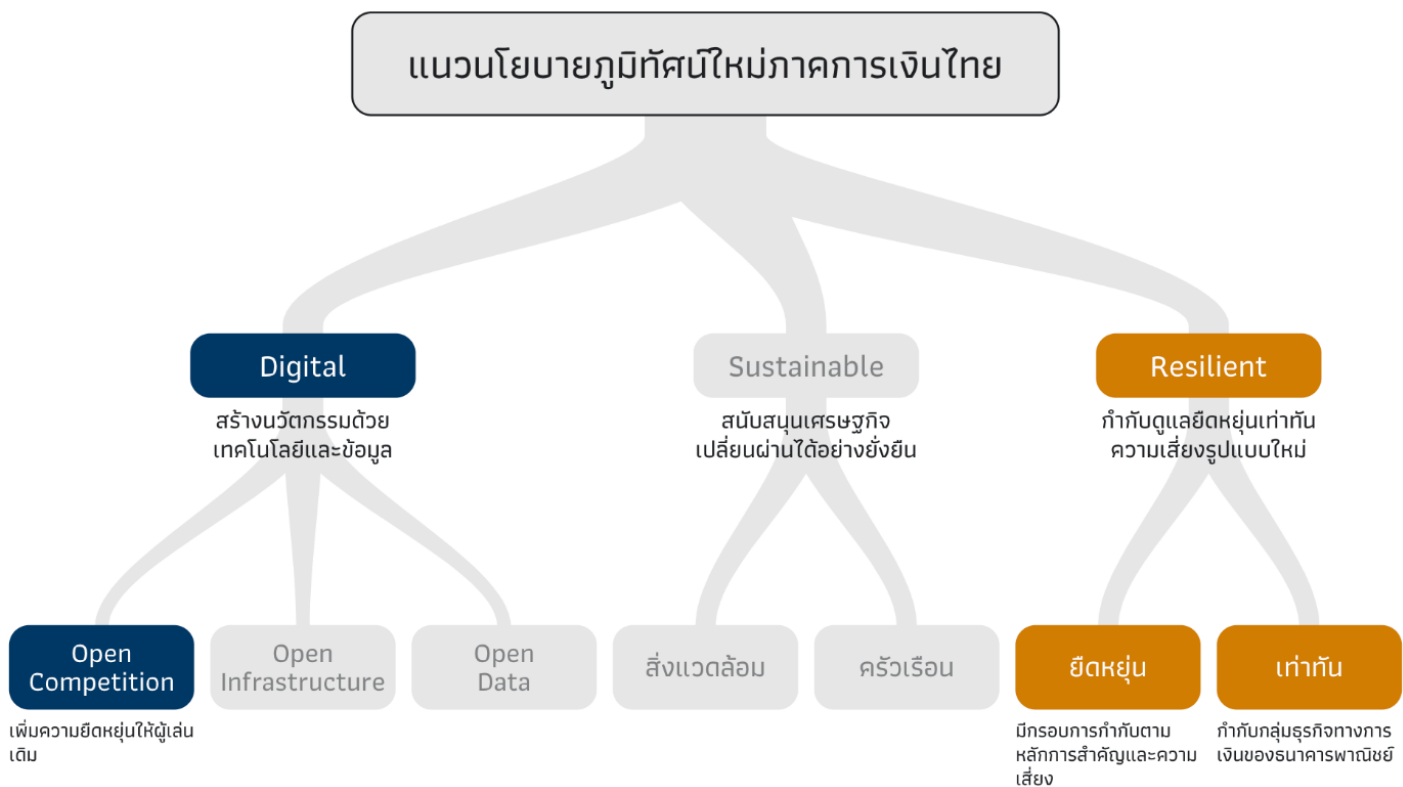 แนวนโยบายภูมิทัศน์ใหม่ภาคการเงินไทย
Digital
สร้างนวัตกรรมด้วย
เทคโนโลยีและข้อมูล
Sustainable
สนับสนุนเศรษฐกิจ
เปลี่ยนผ่านได้อย่างยั่งยืน
Resilient
กำกับดูแลยืดหยุ่นเท่าทัน
ความเสี่ยงรูปแบบใหม่
Open
Competition
เพิ่มความยืดหยุ่นให้ผู้เล่น
เดิม
Open
Infrastructure
Open
Data
สิ่งแวดล้อม
ครัวเรือน
ยืดหยุ่น
มีกรอบการกำกับตาม
หลักการสำคัญและความ
เสี่ยง
เท่าทัน
กำกับกลุ่มธุรกิจทางการ
เงินของธนาคารพาณิชย์